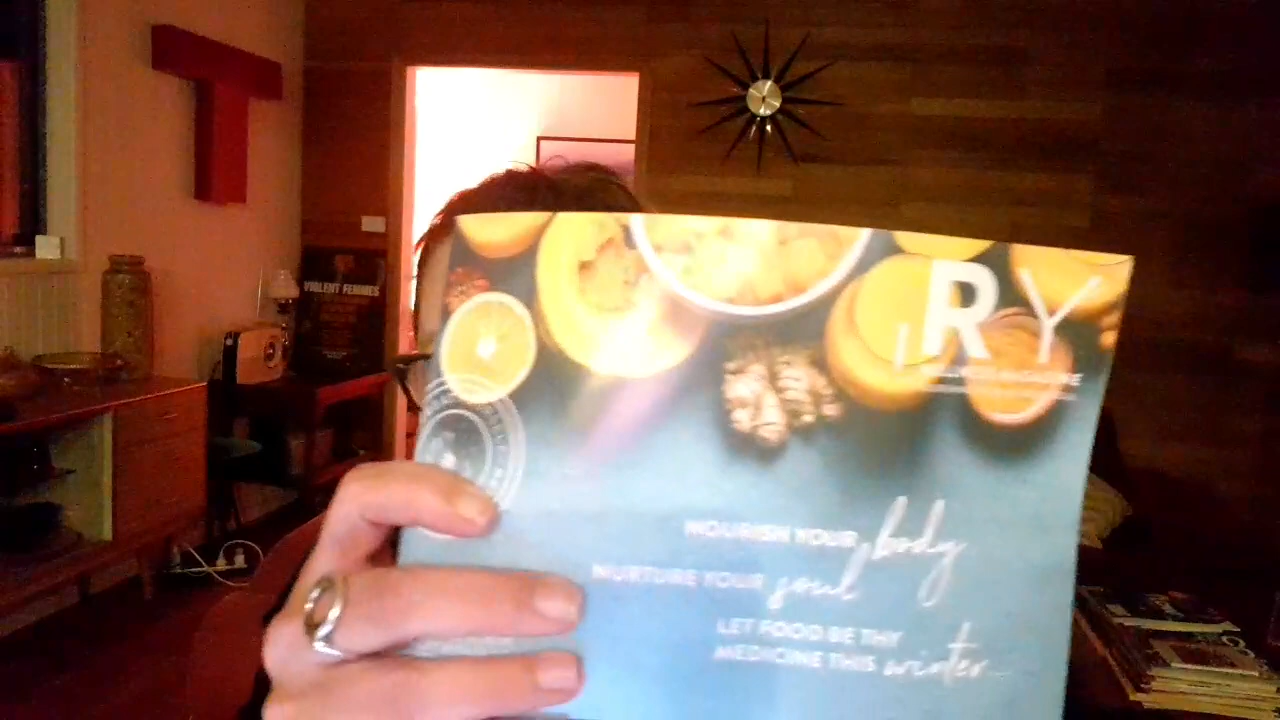 T
VIOLENT FEMMES
RY
NOURISH YOUR body
NURTURE YOUR soul
LET FOOD BE THY
MEDICINE THIS winter